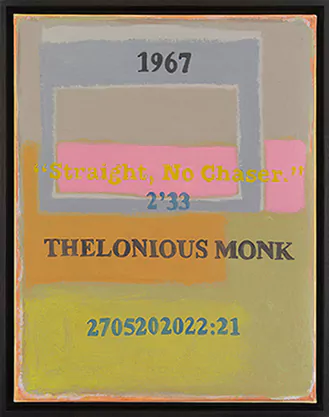 1967
"Straight, No Chaser."
2'33
THELONIOUS MONK
2705202022:21